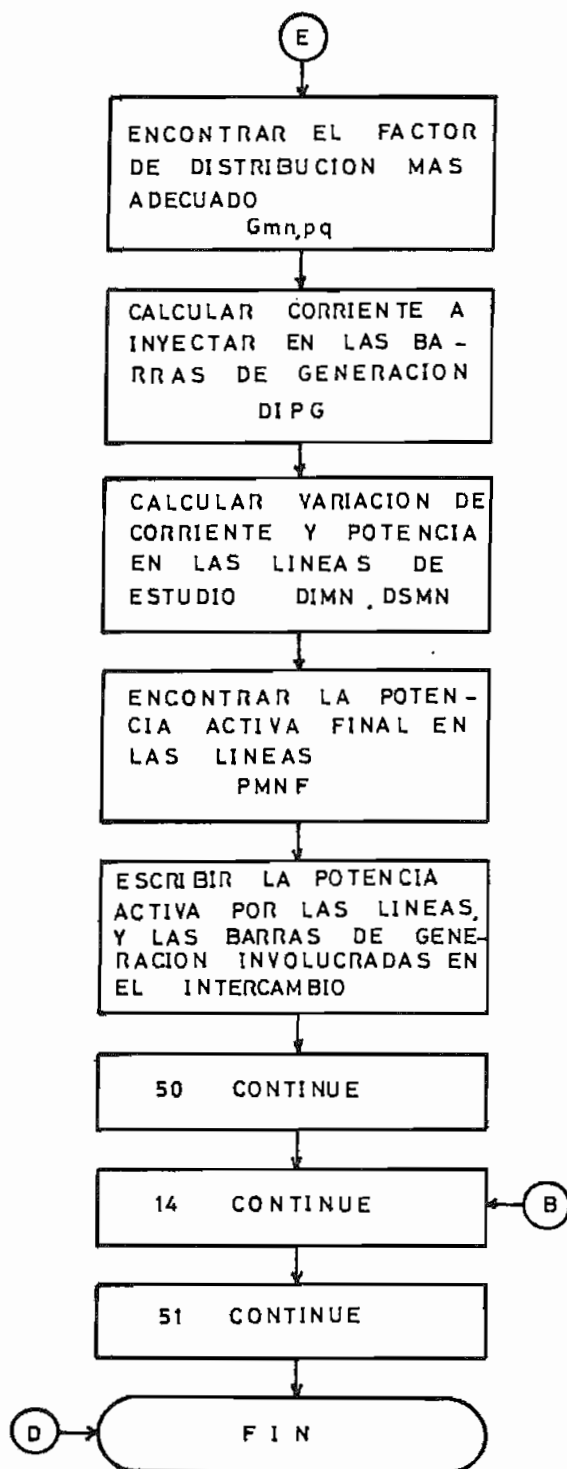 E
ENCONTRAR EL FACTOR
DE DISTRIBUCION MAS
ADECUADO
Gmn,pq
CALCULAR CORRIENTE A
INYECTAR EN LAS BA-
RRAS DE GENERACION
DIPG
CALCULAR VARIACION DE
CORRIENTE Y POTENCIA
EN LAS LINEAS DE
ESTUDIO DIMN, DSMN
ENCONTRAR LA POTEN-
CIA ACTIVA FINAL EN
LAS LINEAS
PMNF
ESCRIBIR LA POTENCIA
ACTIVA POR LAS LINEAS,
Y LAS BARRAS DE GENE-
RACION INVOLUCRADAS EN
EL INTERCAMBIO
50 CONTINUE
14 CONTINUE
B
51 CONTINUE
D
FIN